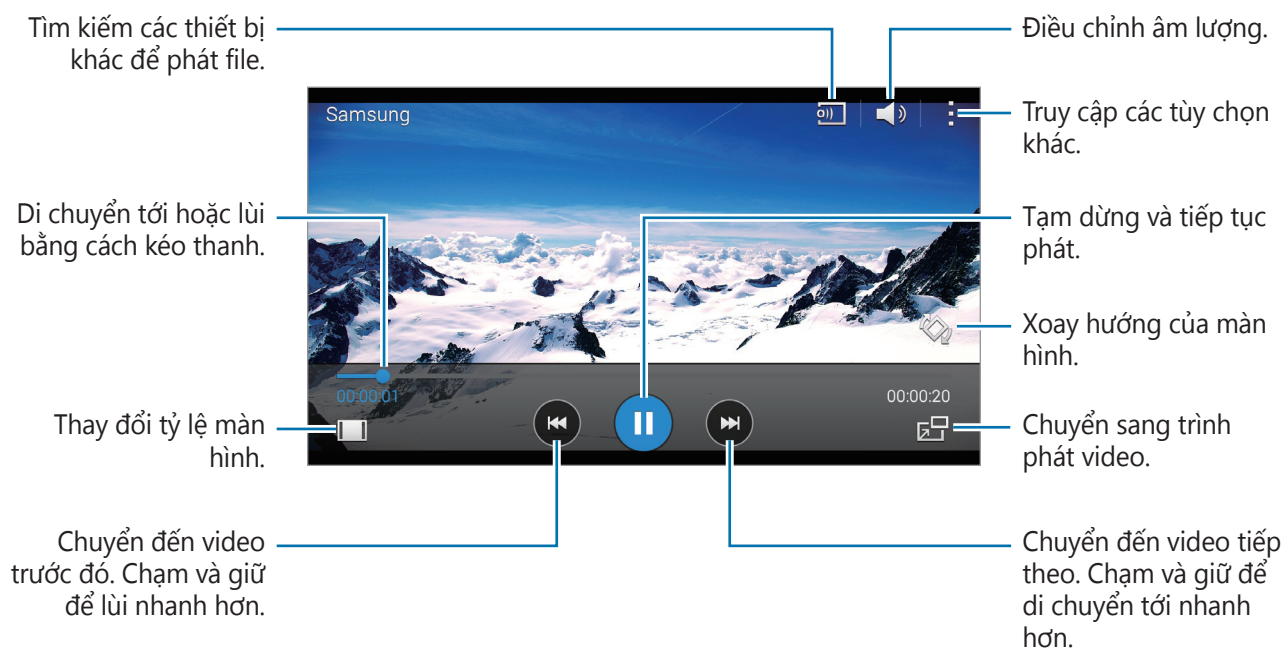 Tìm kiếm các thiết bị
khác để phát file.
Điều chỉnh âm lượng.
Samsung
Truy cập các tùy chọn
khác.
Di chuyển tới hoặc lùi
bằng cách kéo thanh.
Tạm dừng và tiếp tục
phát.
Xoay hướng của màn
hình.
00:00:01
00:00:20
Thay đổi tỷ lệ màn
hình.
Chuyển sang trình
phát video.
Chuyển đến video
trước đó. Chạm và giữ
để lùi nhanh hơn.
Chuyển đến video tiếp
theo. Chạm và giữ để
di chuyển tới nhanh
hơn.